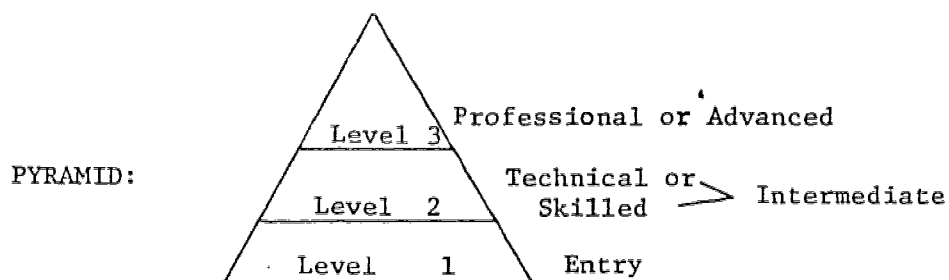 Level 3 Professional or Advanced
PYRAMID:
Technical or
Skilled
Intermediate
Level 2
Level 1 Entry